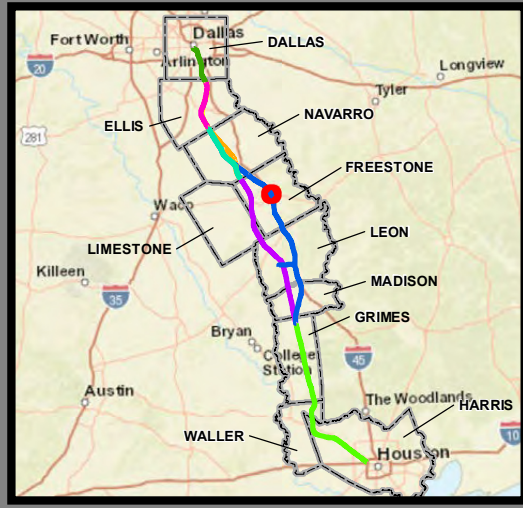 Dallas
Fort Worth
DALLAS
Arlington
Longview
20
Tyler
NAVARRO
ELLIS
281
FREESTONE
Waco
LEON
LIMESTONE
Killeen
MADISON
35
GRIMES
Bryan
College
Station
45
Austin
The Woodlands
HARRIS
WALLER
10
Houston